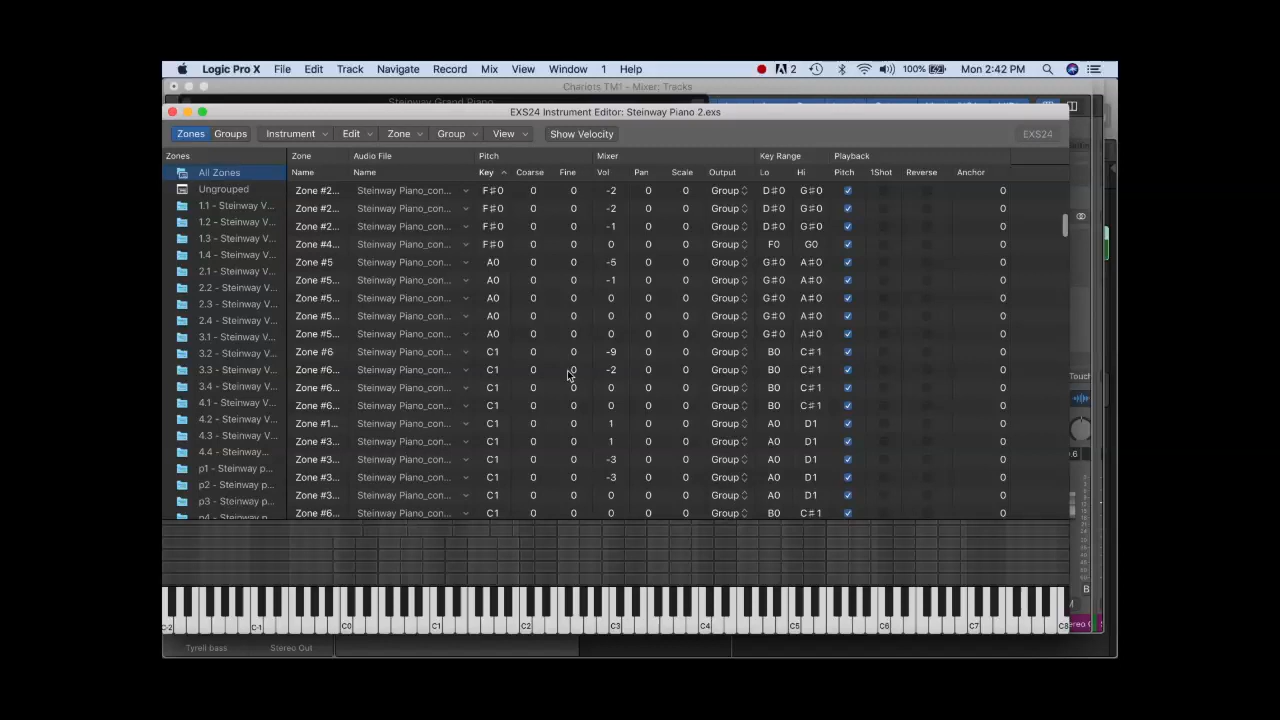 Logic Pro X File Edit Track Navigate Record Mix View Window 1 Help 2 100% Mon 2:42 PM
Chariots TM1 - Mixer: Tracks
Steinway Grand Piano
EXS24 Instrument Editor: Steinway Piano 2.exs
Zones Groups Instrument Edit Zone Group View Show Velocity EXS24
Zones Zone Audio File Pitch Mixer Key Range Playback
All Zones Name Name Key Coarse Fine Vol Pan Scale Output Lo Hi Pitch 1Shot Reverse Anchor
Ungrouped Zone #2... Steinway Piano_con... F♯0 0 0 -2 0 0 Group D♯0 G♯0 0
1.1 - Steinway V... Zone #2... Steinway Piano_con... F♯0 0 0 -2 0 0 Group D♯0 G♯0 0
1.2 - Steinway V... Zone #2... Steinway Piano_con... F♯0 0 0 -1 0 0 Group D♯0 G♯0 0
1.3 - Steinway V... Zone #4... Steinway Piano_con... F♯0 0 0 0 0 0 Group F0 G0 0
1.4 - Steinway V... Zone #5 Steinway Piano_con... A0 0 0 -5 0 0 Group G♯0 A♯0 0
2.1 - Steinway V... Zone #5... Steinway Piano_con... A0 0 0 -1 0 0 Group G♯0 A♯0 0
2.2 - Steinway V... Zone #5... Steinway Piano_con... A0 0 0 0 0 0 Group G♯0 A♯0 0
2.3 - Steinway V... Zone #5... Steinway Piano_con... A0 0 0 0 0 0 Group G♯0 A♯0 0
2.4 - Steinway V... Zone #5... Steinway Piano_con... A0 0 0 0 0 0 Group G♯0 A♯0 0
3.1 - Steinway V... Zone #6 Steinway Piano_con... C1 0 0 -9 0 0 Group B0 C♯1 0
3.2 - Steinway V... Zone #6... Steinway Piano_con... C1 0 0 -2 0 0 Group B0 C♯1 0 Touch
3.3 - Steinway V... Zone #6... Steinway Piano_con... C1 0 0 0 0 0 Group B0 C♯1 0
3.4 - Steinway V... Zone #6... Steinway Piano_con... C1 0 0 0 0 0 Group B0 C♯1 0
4.1 - Steinway V... Zone #1... Steinway Piano_con... C1 0 0 1 0 0 Group A0 D1 0
4.2 - Steinway V... Zone #3... Steinway Piano_con... C1 0 0 1 0 0 Group A0 D1 0
4.3 - Steinway V... Zone #3... Steinway Piano_con... C1 0 0 -3 0 0 Group A0 D1 0
4.4 - Steinway... Zone #3... Steinway Piano_con... C1 0 0 -3 0 0 Group A0 D1 0
p1 - Steinway p... Zone #3... Steinway Piano_con... C1 0 0 0 0 0 Group A0 D1 0
p2 - Steinway p... Zone #6... Steinway Piano_con... C1 0 0 0 0 0 Group B0 C♯1 0
p3 - Steinway p...
p4 - Steinway p...
C-2 C-1 C0 C1 C2 C3 C4 C5 C6 C7 C8
Tyrell bass Stereo Out